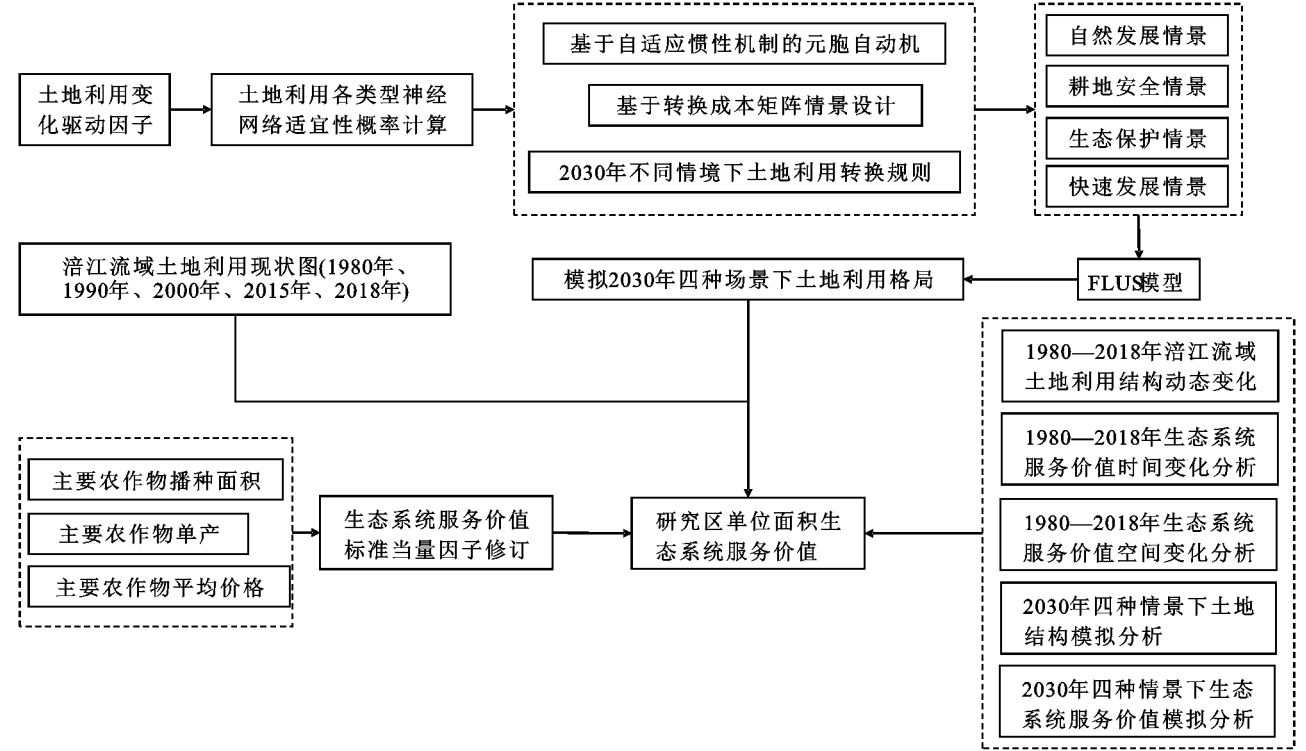 土地利用变
化驱动因子
土地利用各类型神经
网络适宜性概率计算
基于自适应惯性机制的元胞自动机
基于转换成本矩阵情景设计
2030年不同情境下土地利用转换规则
自然发展情景
耕地安全情景
生态保护情景
快速发展情景
涪江流域土地利用现状图(1980年、
1990年、2000年、2015年、2018年)
模拟2030年四种场景下土地利用格局
FLUS模型
主要农作物播种面积
主要农作物单产
主要农作物平均价格
生态系统服务价值
标准当量因子修订
研究区单位面积生
态系统服务价值
1980—2018年涪江流域
土地利用结构动态变化
1980—2018年生态系统
服务价值时间变化分析
1980—2018年生态系统
服务价值空间变化分析
2030年四种情景下土地
结构模拟分析
2030年四种情景下生态
系统服务价值模拟分析